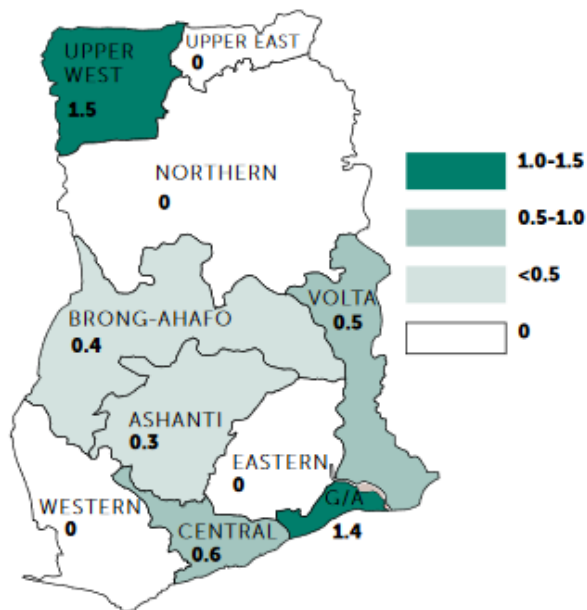 UPPER EAST
0
UPPER
WEST
1.5
NORTHERN
0
1.0-1.5
0.5-1.0
<0.5
0
VOLTA
0.5
BRONG-AHAFO
0.4
ASHANTI
0.3
EASTERN
0
WESTERN
0
G/A
1.4
CENTRAL
0.6